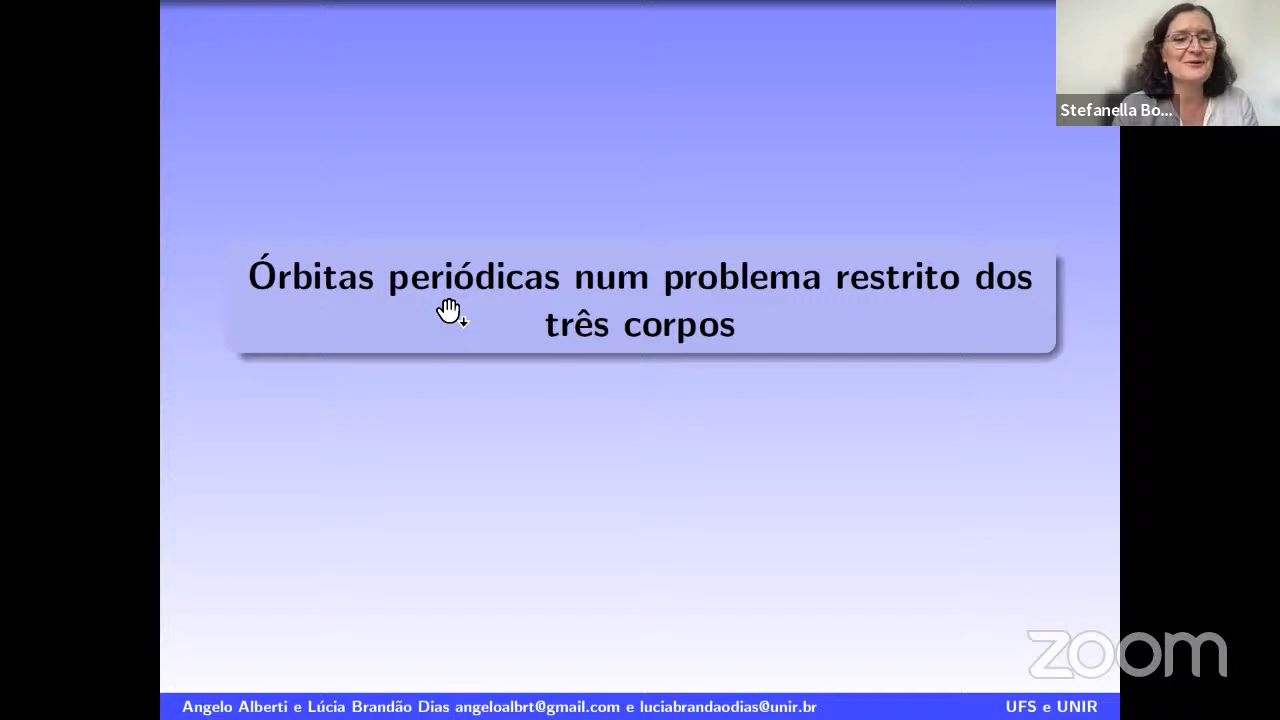 Stefanella Bo...
Órbitas periódicas num problema restrito dos
três corpos
zoom
Angelo Alberti e Lúcia Brandão Dias angeloalbrt@gmail.com e luciabrandaodias@unir.br UFS e UNIR